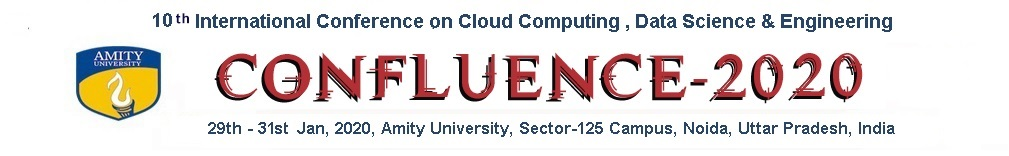 10th International Conference on Cloud Computing , Data Science & Engineering
AMITY
UNIVERSITY
CONFLUENCE-2020
29th - 31st Jan, 2020, Amity University, Sector-125 Campus, Noida, Uttar Pradesh, India